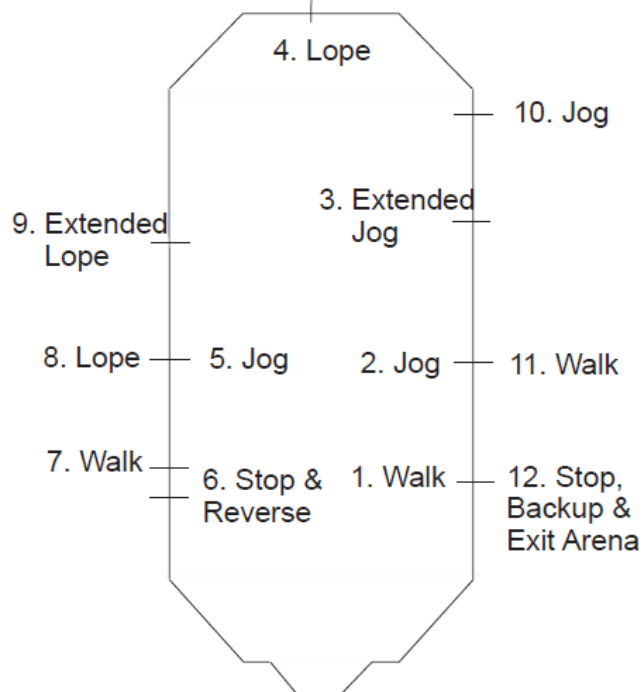 4. Lope
10. Jog
3. Extended
Jog
9. Extended
Lope
8. Lope
5. Jog
2. Jog
11. Walk
7. Walk
6. Stop &
Reverse
1. Walk
12. Stop,
Backup &
Exit Arena